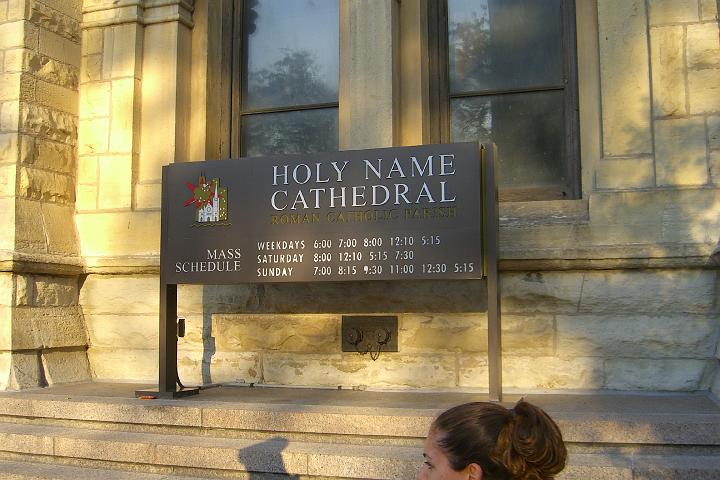 HOLY NAME
CATHEDRAL
ROMAN CATHOLIC PARISH
MASS
SCHEDULE
WEEKDAYS 6:00 7:00 8:00 12:10 5:15
SATURDAY 8:00 12:10 5:15 7:30
SUNDAY 7:00 8:15 9:30 11:00 12:30 5:15